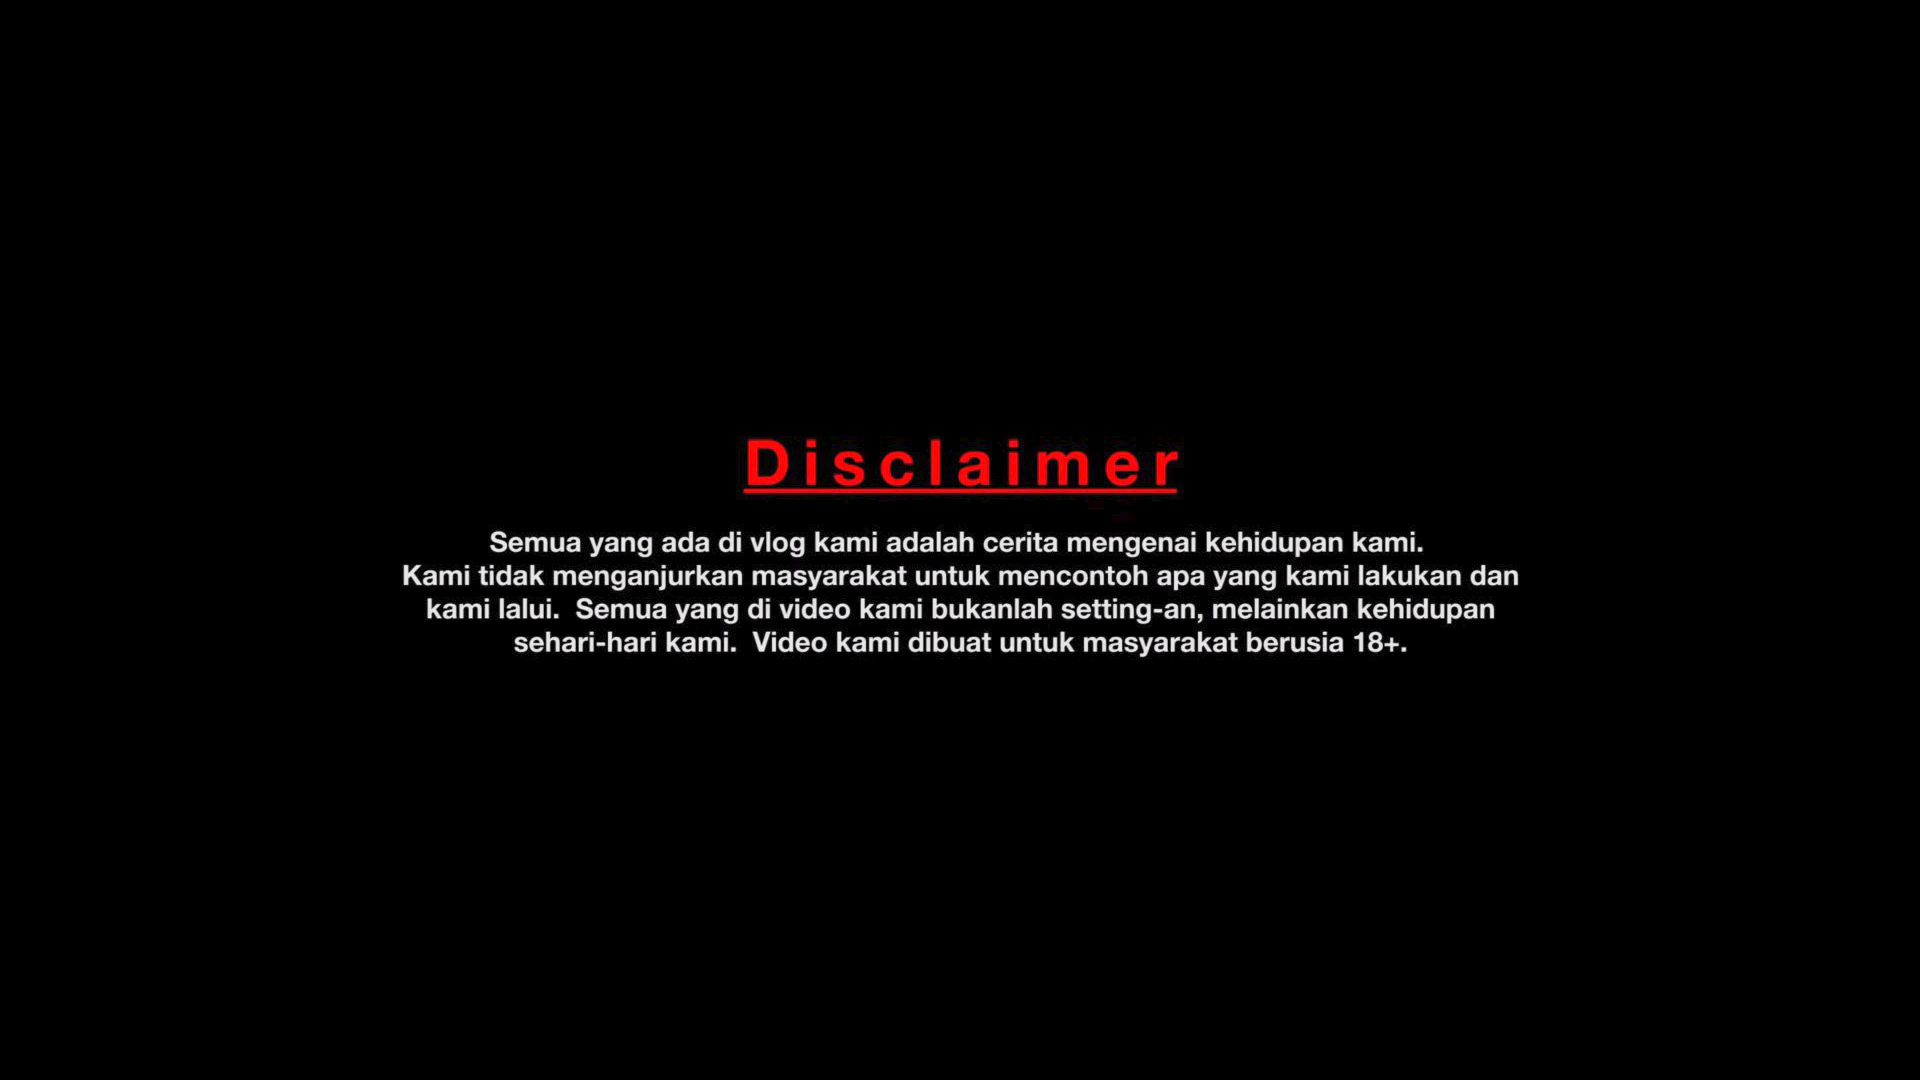 Disclaimer
Semua yang ada di vlog kami adalah cerita mengenai kehidupan kami.
Kami tidak menganjurkan masyarakat untuk mencontoh apa yang kami lakukan dan
kami lalui.  Semua yang di video kami bukanlah setting-an, melainkan kehidupan
sehari-hari kami.  Video kami dibuat untuk masyarakat berusia 18+.